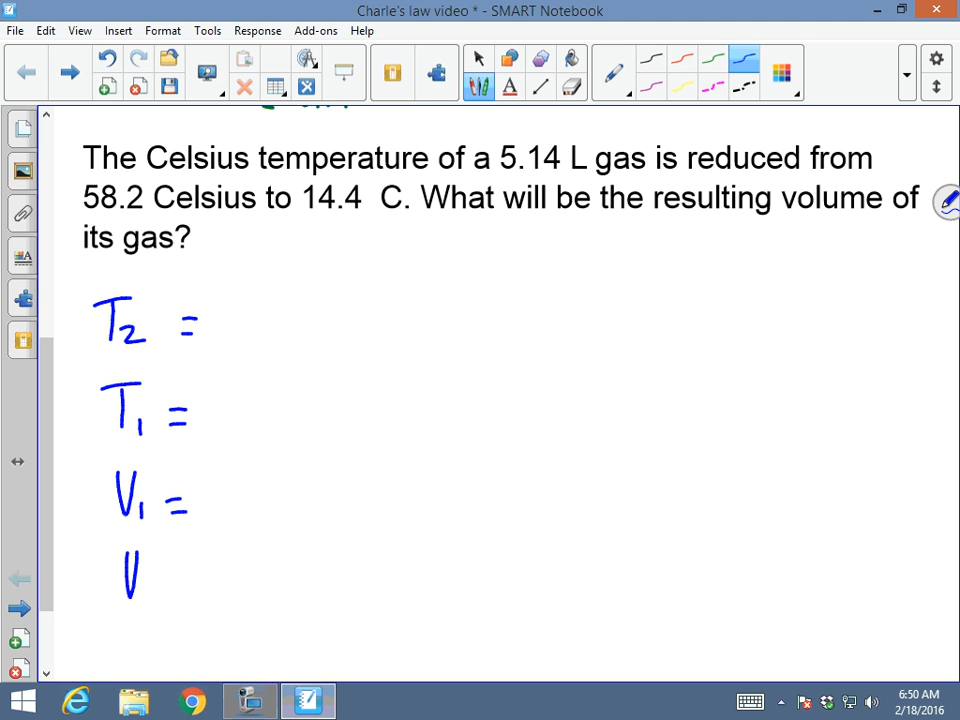 Charle's law video * - SMART Notebook
File Edit View Insert Format Tools Response Add-ons Help
The Celsius temperature of a 5.14 L gas is reduced from
58.2 Celsius to 14.4 C. What will be the resulting volume of
its gas?
T2 =
T1 =
V1 =
V
6:50 AM
2/18/2016